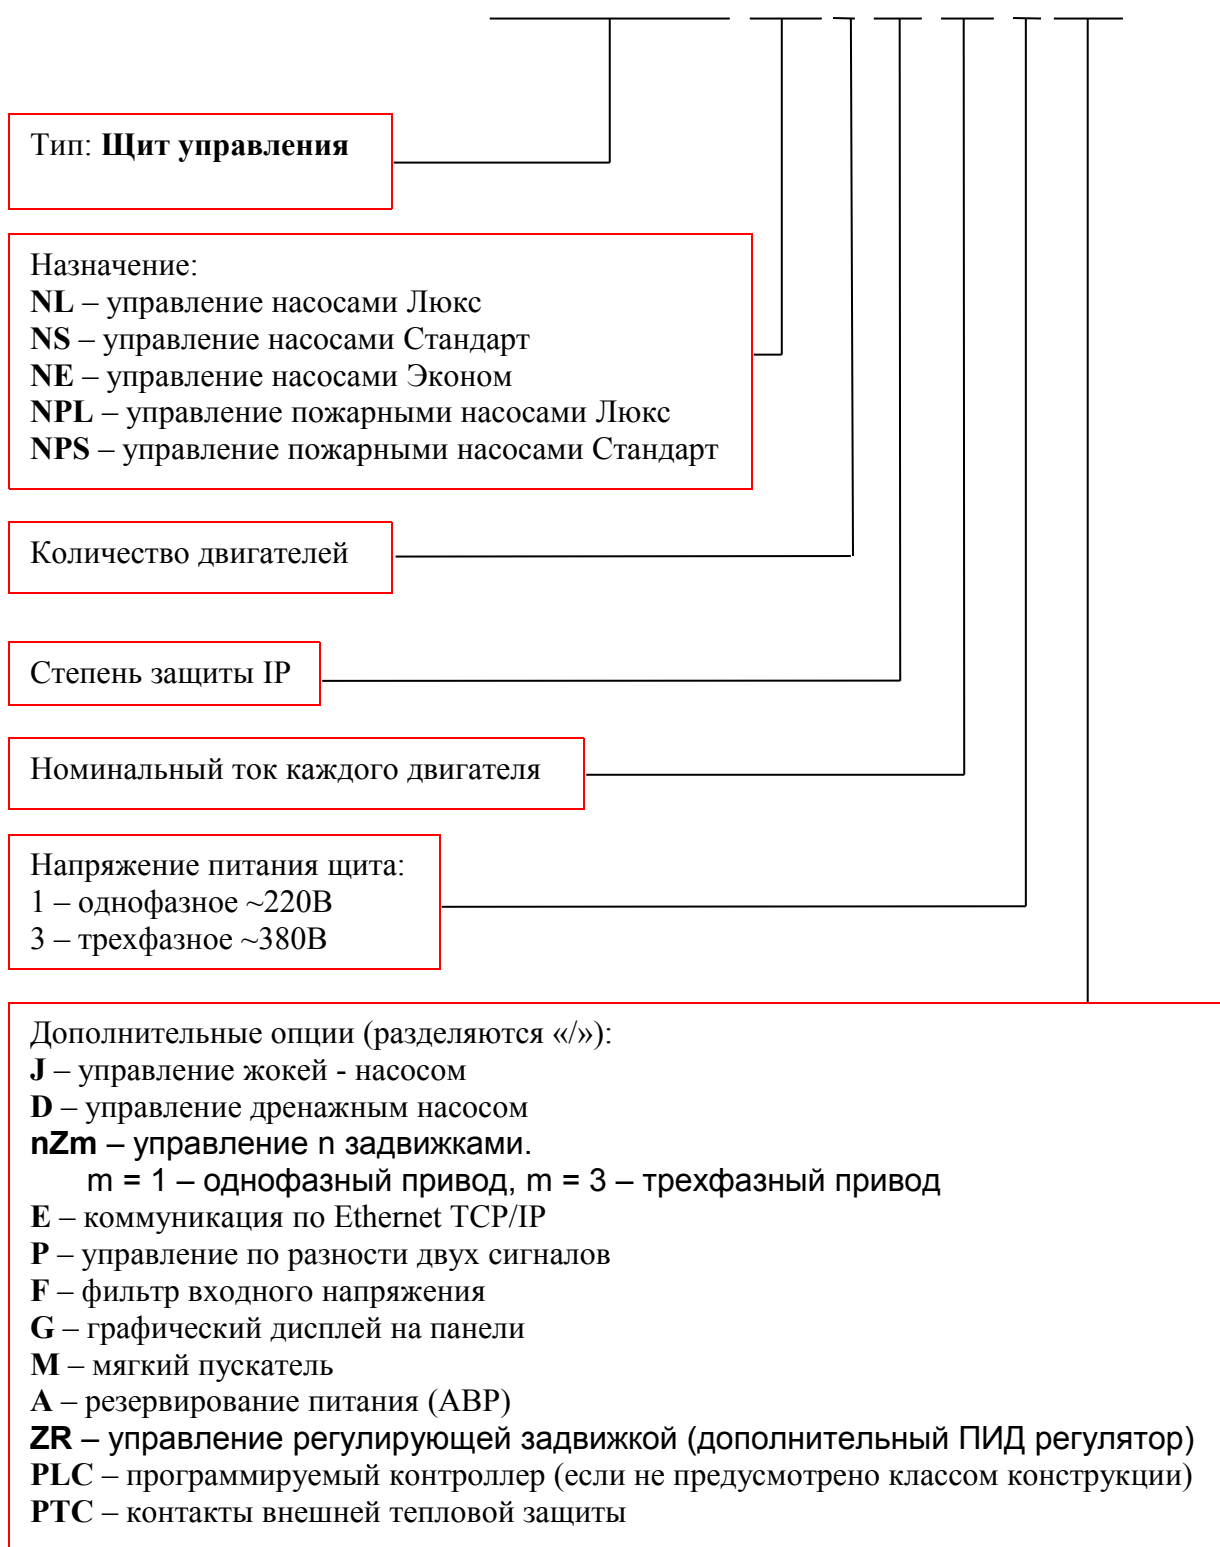 Тип: Щит управления
Назначение:
NL – управление насосами Люкс
NS – управление насосами Стандарт
NE – управление насосами Эконом
NPL – управление пожарными насосами Люкс
NPS – управление пожарными насосами Стандарт
Количество двигателей
Степень защиты IP
Номинальный ток каждого двигателя
Напряжение питания щита:
1 – однофазное ~220В
3 – трехфазное ~380В
Дополнительные опции (разделяются «/»):
J – управление жокей - насосом
D – управление дренажным насосом
nZm – управление n задвижками.
m = 1 – однофазный привод, m = 3 – трехфазный привод
E – коммуникация по Ethernet TCP/IP
P – управление по разности двух сигналов
F – фильтр входного напряжения
G – графический дисплей на панели
M – мягкий пускатель
A – резервирование питания (АВР)
ZR – управление регулирующей задвижкой (дополнительный ПИД регулятор)
PLC – программируемый контроллер (если не предусмотрено классом конструкции)
PTC – контакты внешней тепловой защиты